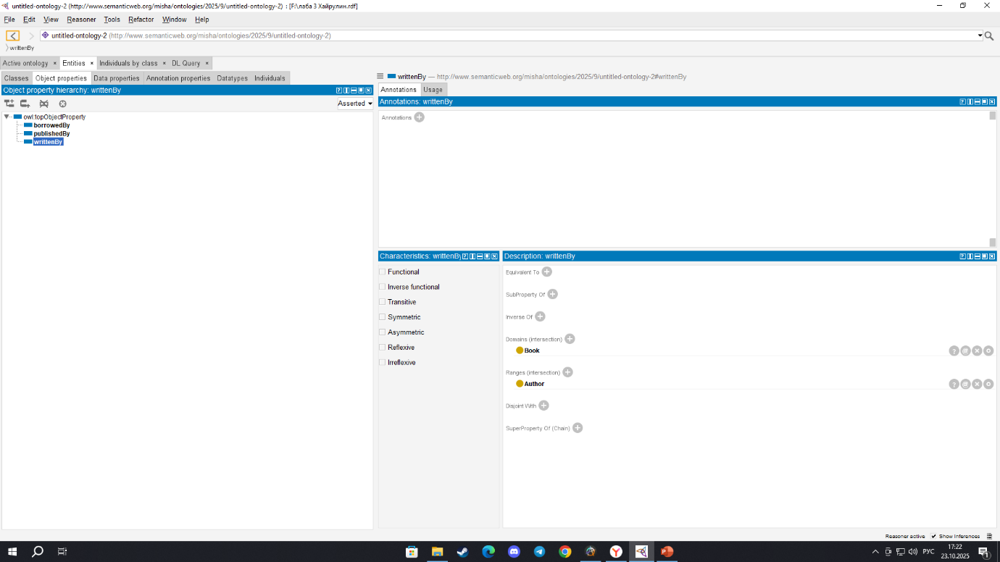 untitled-ontology-2 (http://www.semanticweb.org/misha/ontologies/2025/9/untitled-ontology-2) : [F:\лаба 3 Хайрулин.rdf]
File Edit View Reasoner Tools Refactor Window Help
untitled-ontology-2 (http://www.semanticweb.org/misha/ontologies/2025/9/untitled-ontology-2)
writtenBy
Active ontology × Entities × Individuals by class × DL Query ×
Classes Object properties Data properties Annotation properties Datatypes Individuals
Object property hierarchy: writtenBy
Asserted
owl:topObjectProperty
borrowedBy
publishedBy
writtenBy
writtenBy — http://www.semanticweb.org/misha/ontologies/2025/9/untitled-ontology-2#writtenBy
Annotations Usage
Annotations: writtenBy
Annotations
Characteristics: writtenBy
Functional
Inverse functional
Transitive
Symmetric
Asymmetric
Reflexive
Irreflexive
Description: writtenBy
Equivalent To
SubProperty Of
Inverse Of
Domains (intersection)
Book
Ranges (intersection)
Author
Disjoint With
SuperProperty Of (Chain)
Reasoner active Show Inferences
РУС
17:22
23.10.2025
1